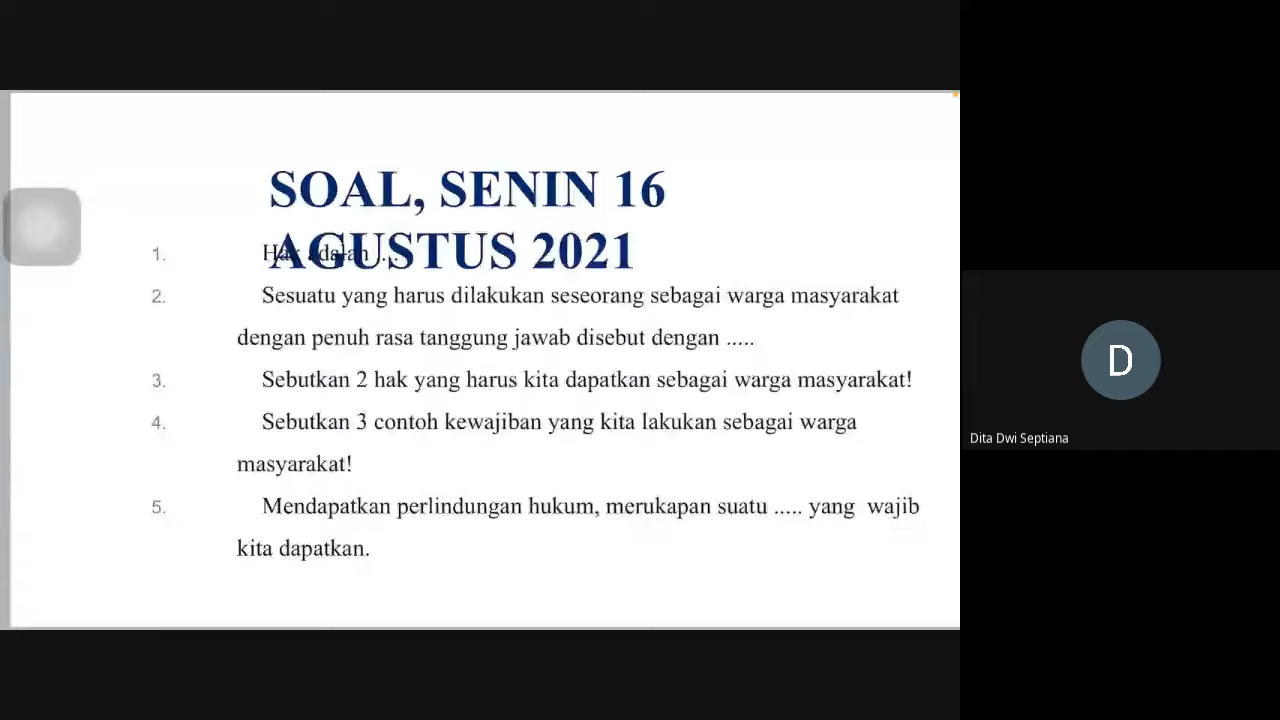 SOAL, SENIN 16
AGUSTUS 2021
1. Hak adalah ...
2. Sesuatu yang harus dilakukan seseorang sebagai warga masyarakat
dengan penuh rasa tanggung jawab disebut dengan .....
3. Sebutkan 2 hak yang harus kita dapatkan sebagai warga masyarakat!
4. Sebutkan 3 contoh kewajiban yang kita lakukan sebagai warga
masyarakat!
5. Mendapatkan perlindungan hukum, merukapan suatu ..... yang wajib
kita dapatkan.
D
Dita Dwi Septiana